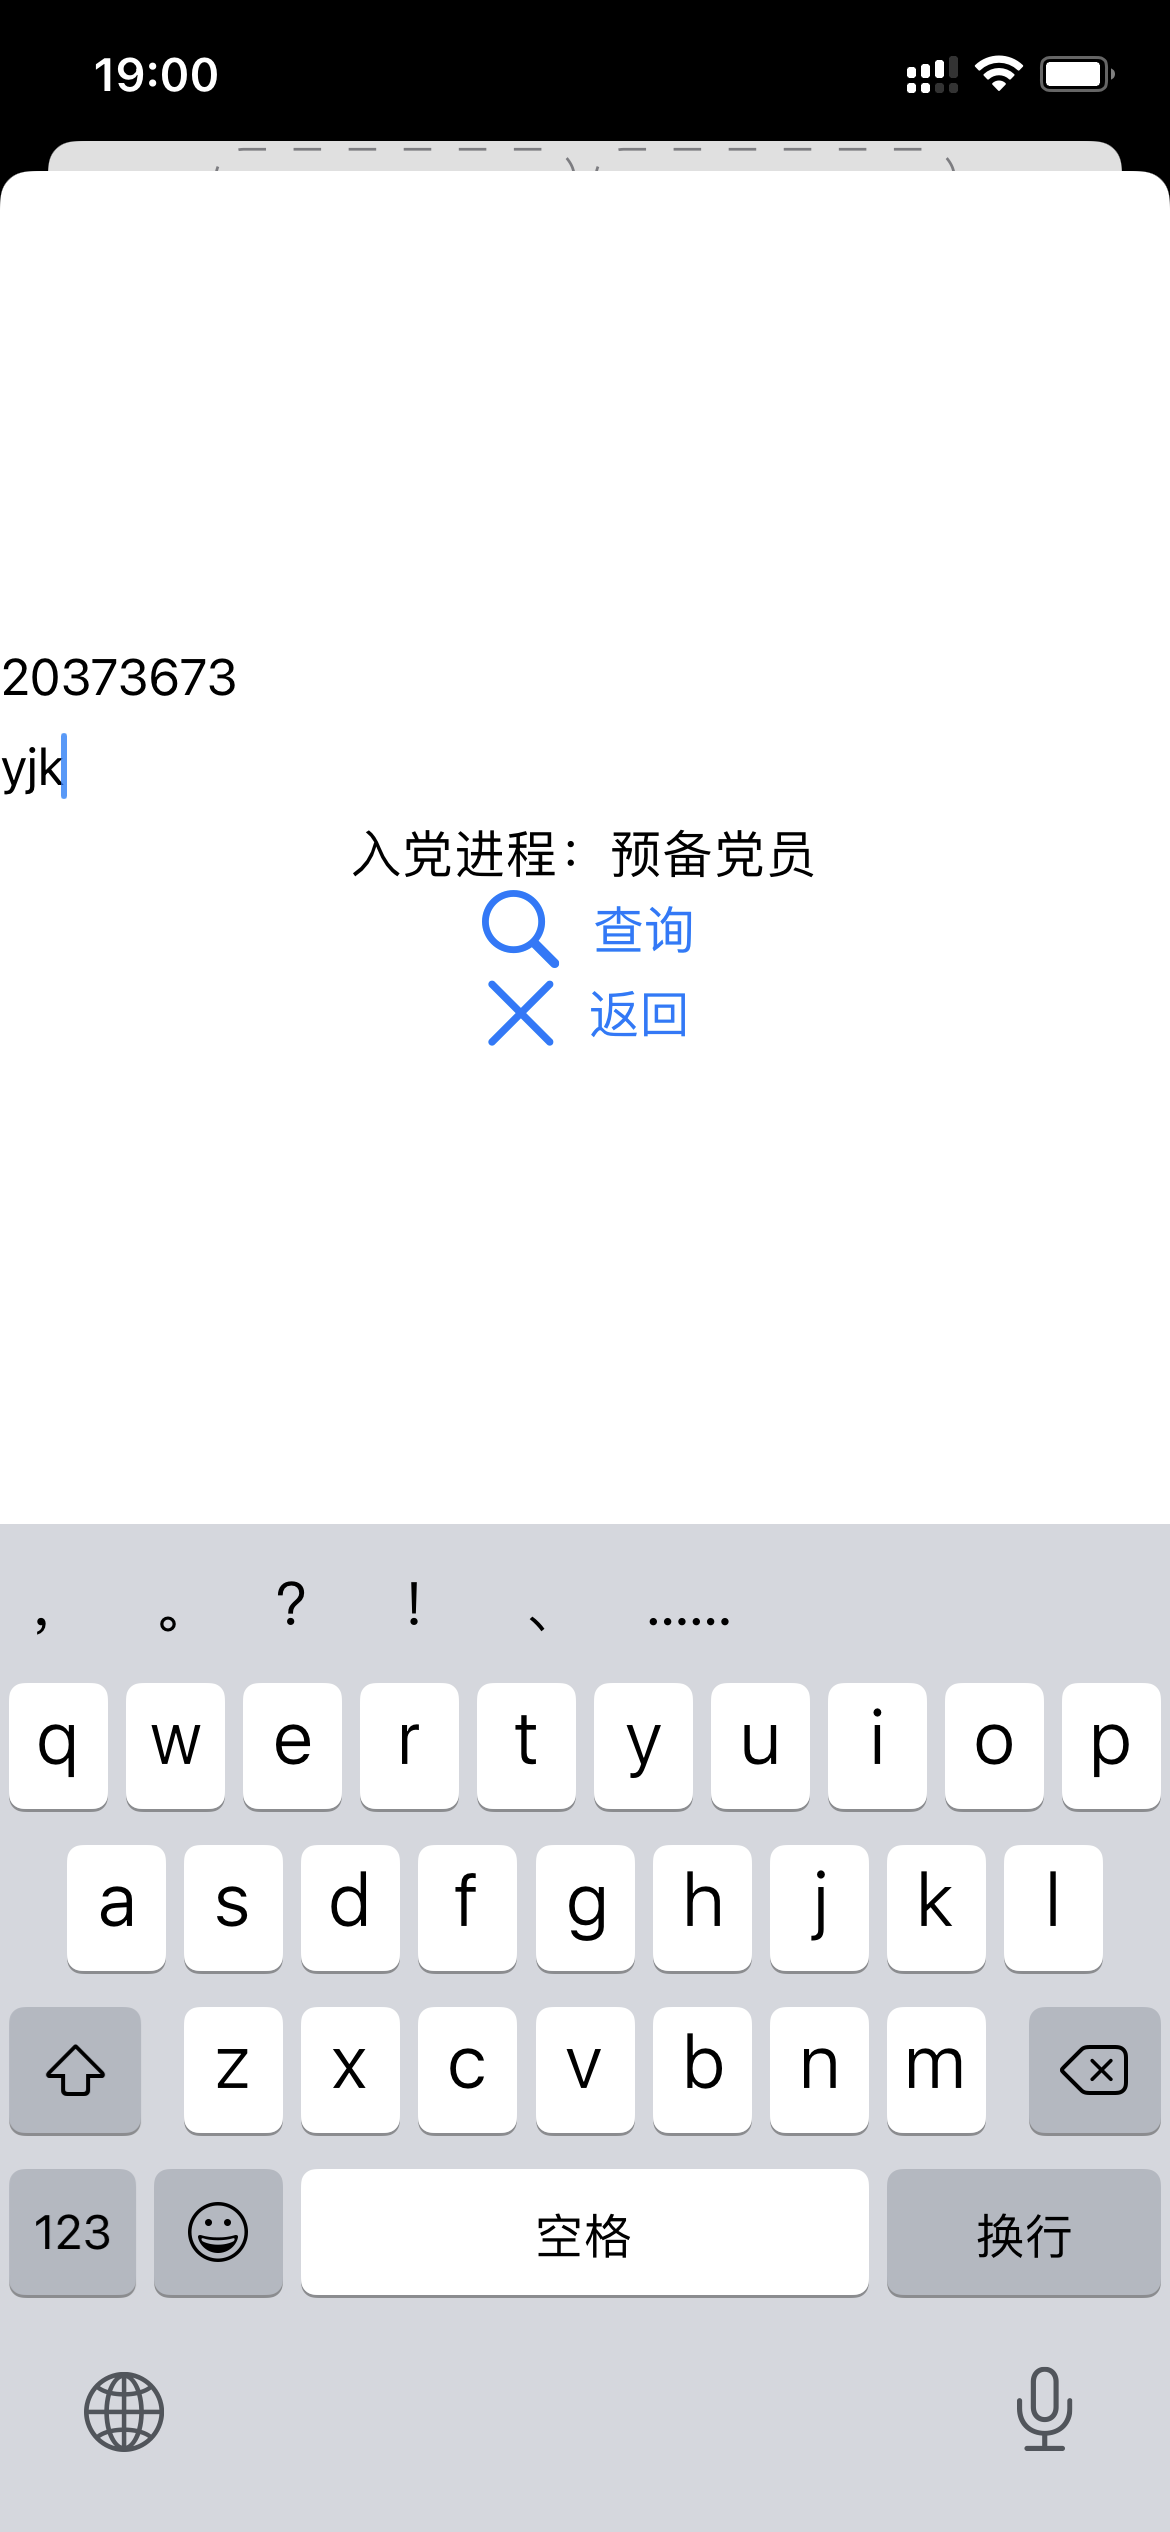 19:00
20373673
yjk
入党进程：预备党员
查询
返回
， 。 ? ! 、 ……
q w e r t y u i o p
a s d f g h j k l
z x c v b n m
123 空格 换行